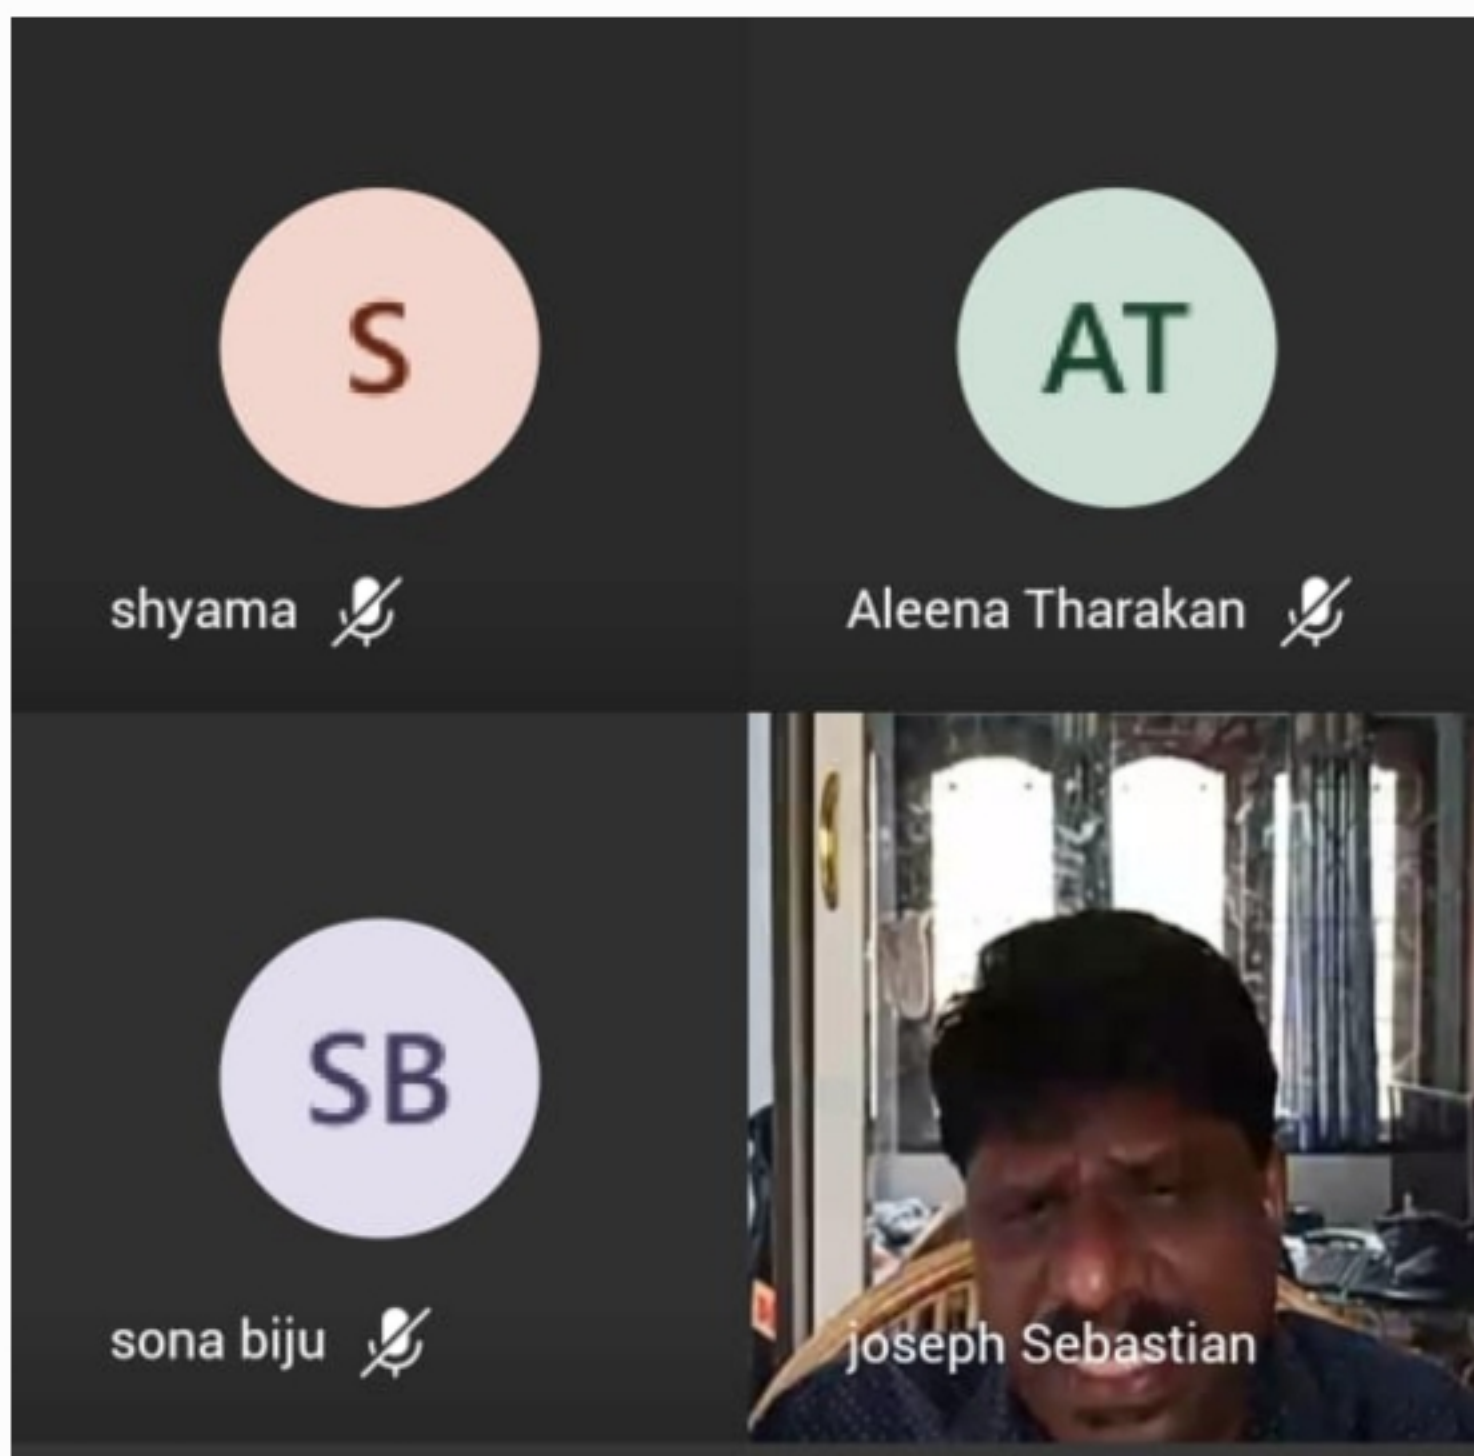 S
AT
shyama
Aleena Tharakan
SB
sona biju
joseph Sebastian